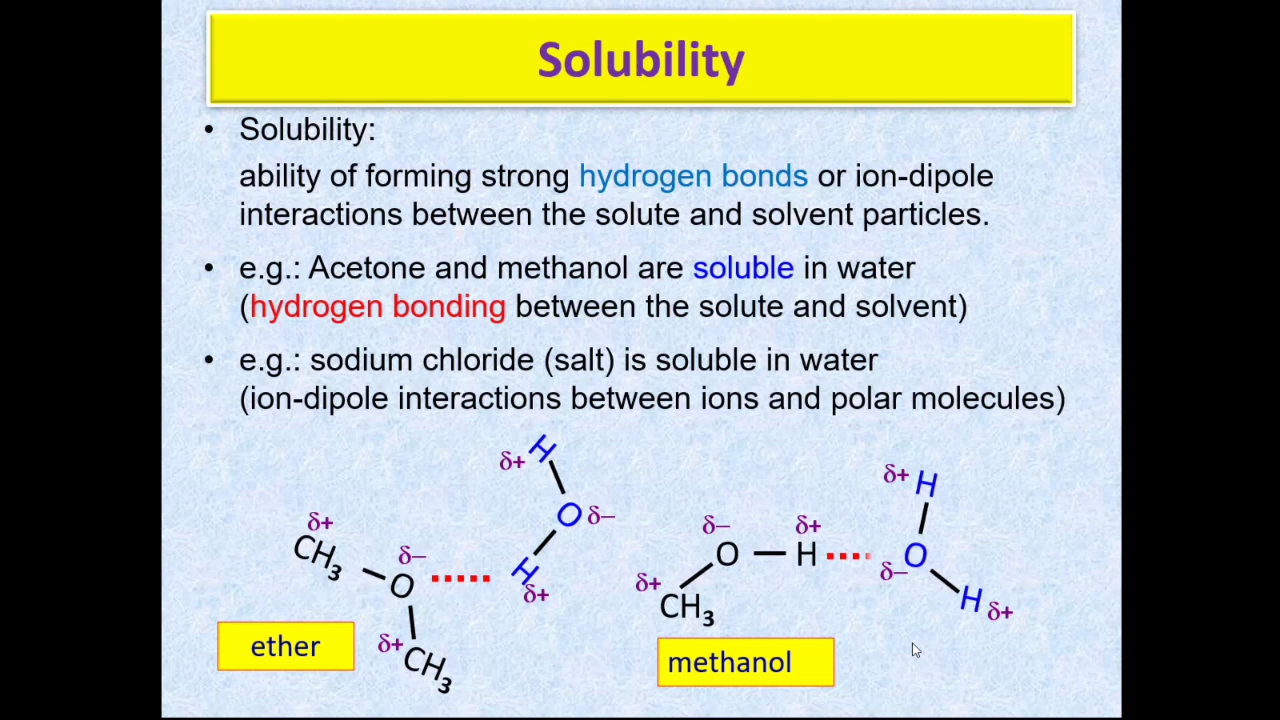 Solubility
• Solubility:
ability of forming strong hydrogen bonds or ion-dipole
interactions between the solute and solvent particles.
• e.g.: Acetone and methanol are soluble in water
(hydrogen bonding between the solute and solvent)
• e.g.: sodium chloride (salt) is soluble in water
(ion-dipole interactions between ions and polar molecules)
δ+ H
O δ−
H
δ+
δ+
CH3
δ−
O
δ+
CH3
ether
δ− δ+
O H
δ+
CH3
δ+ H
δ− O
H δ+
methanol